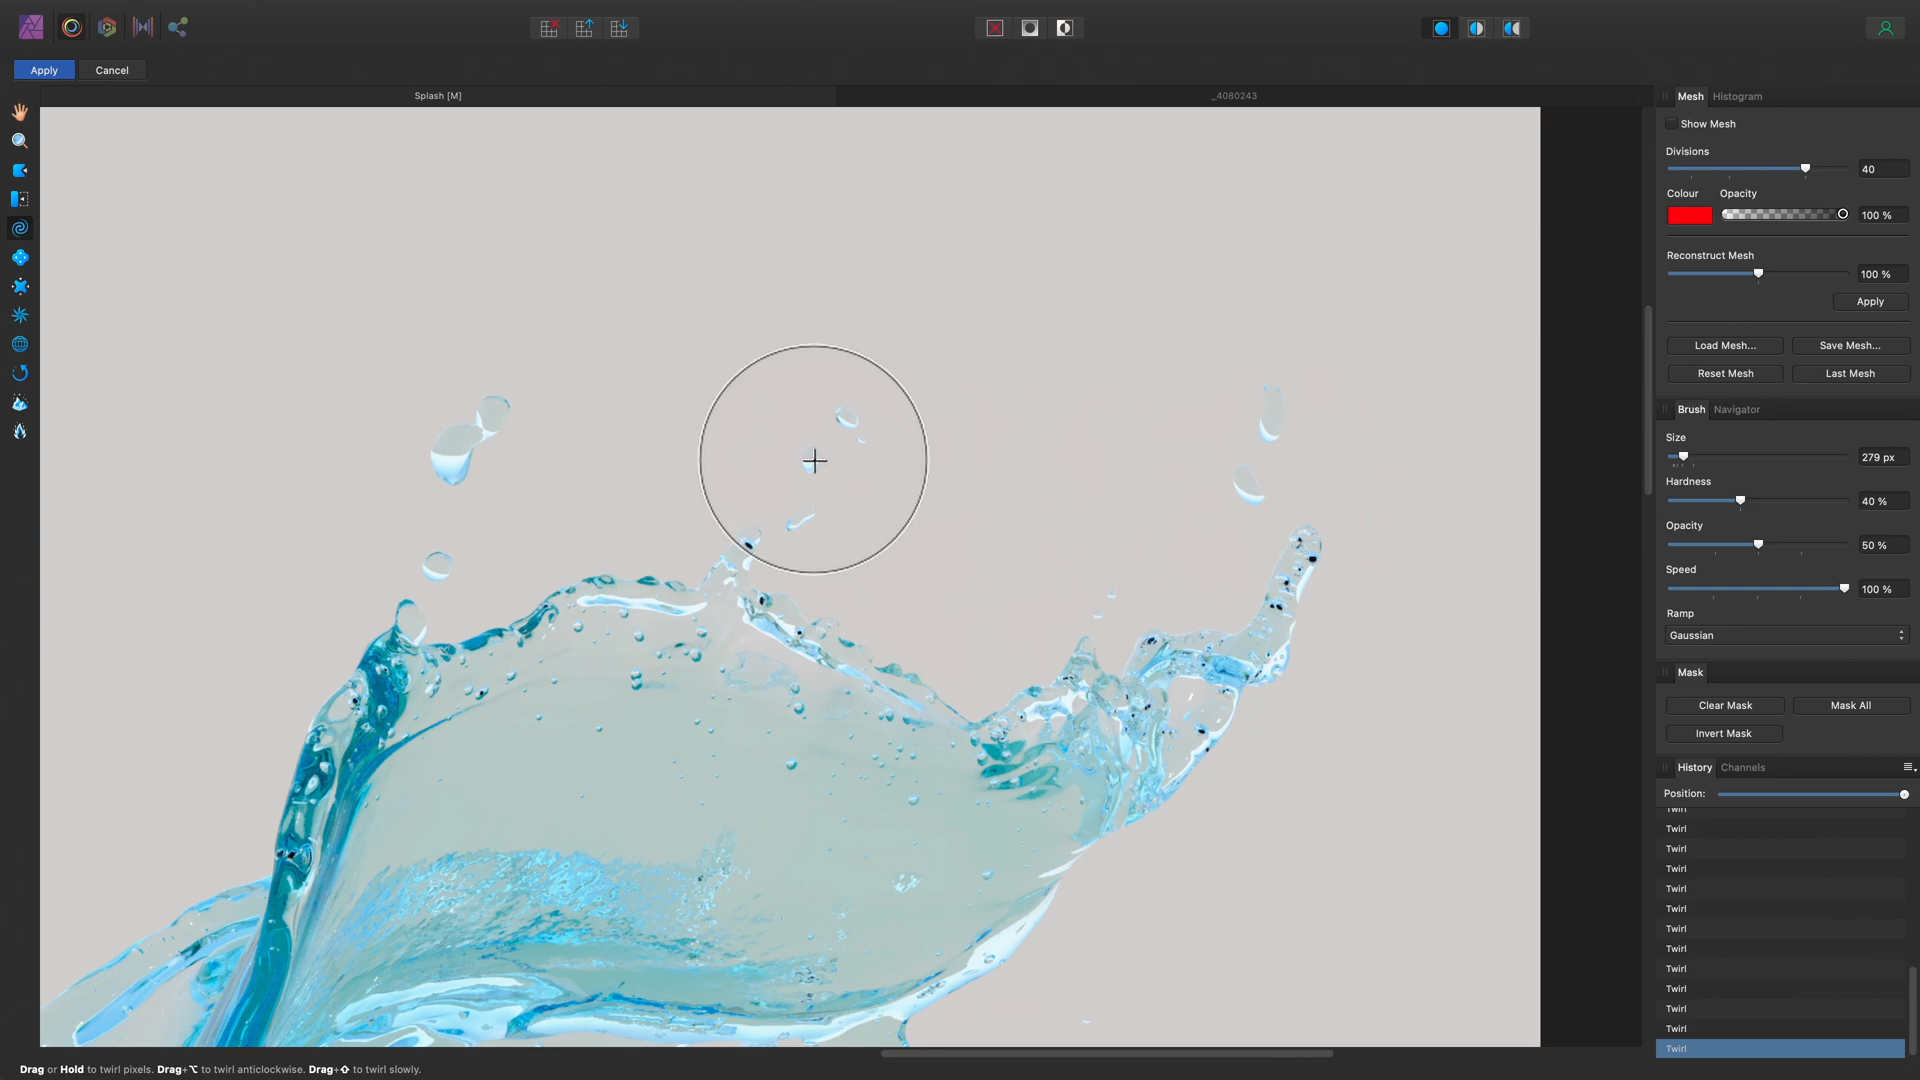 Apply Cancel
Splash [M] _4080243
Mesh Histogram
Show Mesh
Divisions
40
Colour Opacity
100 %
Reconstruct Mesh
100 %
Apply
Load Mesh... Save Mesh...
Reset Mesh Last Mesh
Brush Navigator
Size
279 px
Hardness
40 %
Opacity
50 %
Speed
100 %
Ramp
Gaussian
Mask
Clear Mask Mask All
Invert Mask
History Channels
Position:
Twirl
Twirl
Twirl
Twirl
Twirl
Twirl
Twirl
Twirl
Twirl
Twirl
Twirl
Twirl
Twirl
Drag or Hold to twirl pixels. Drag+⌥ to twirl anticlockwise. Drag+⇧ to twirl slowly.